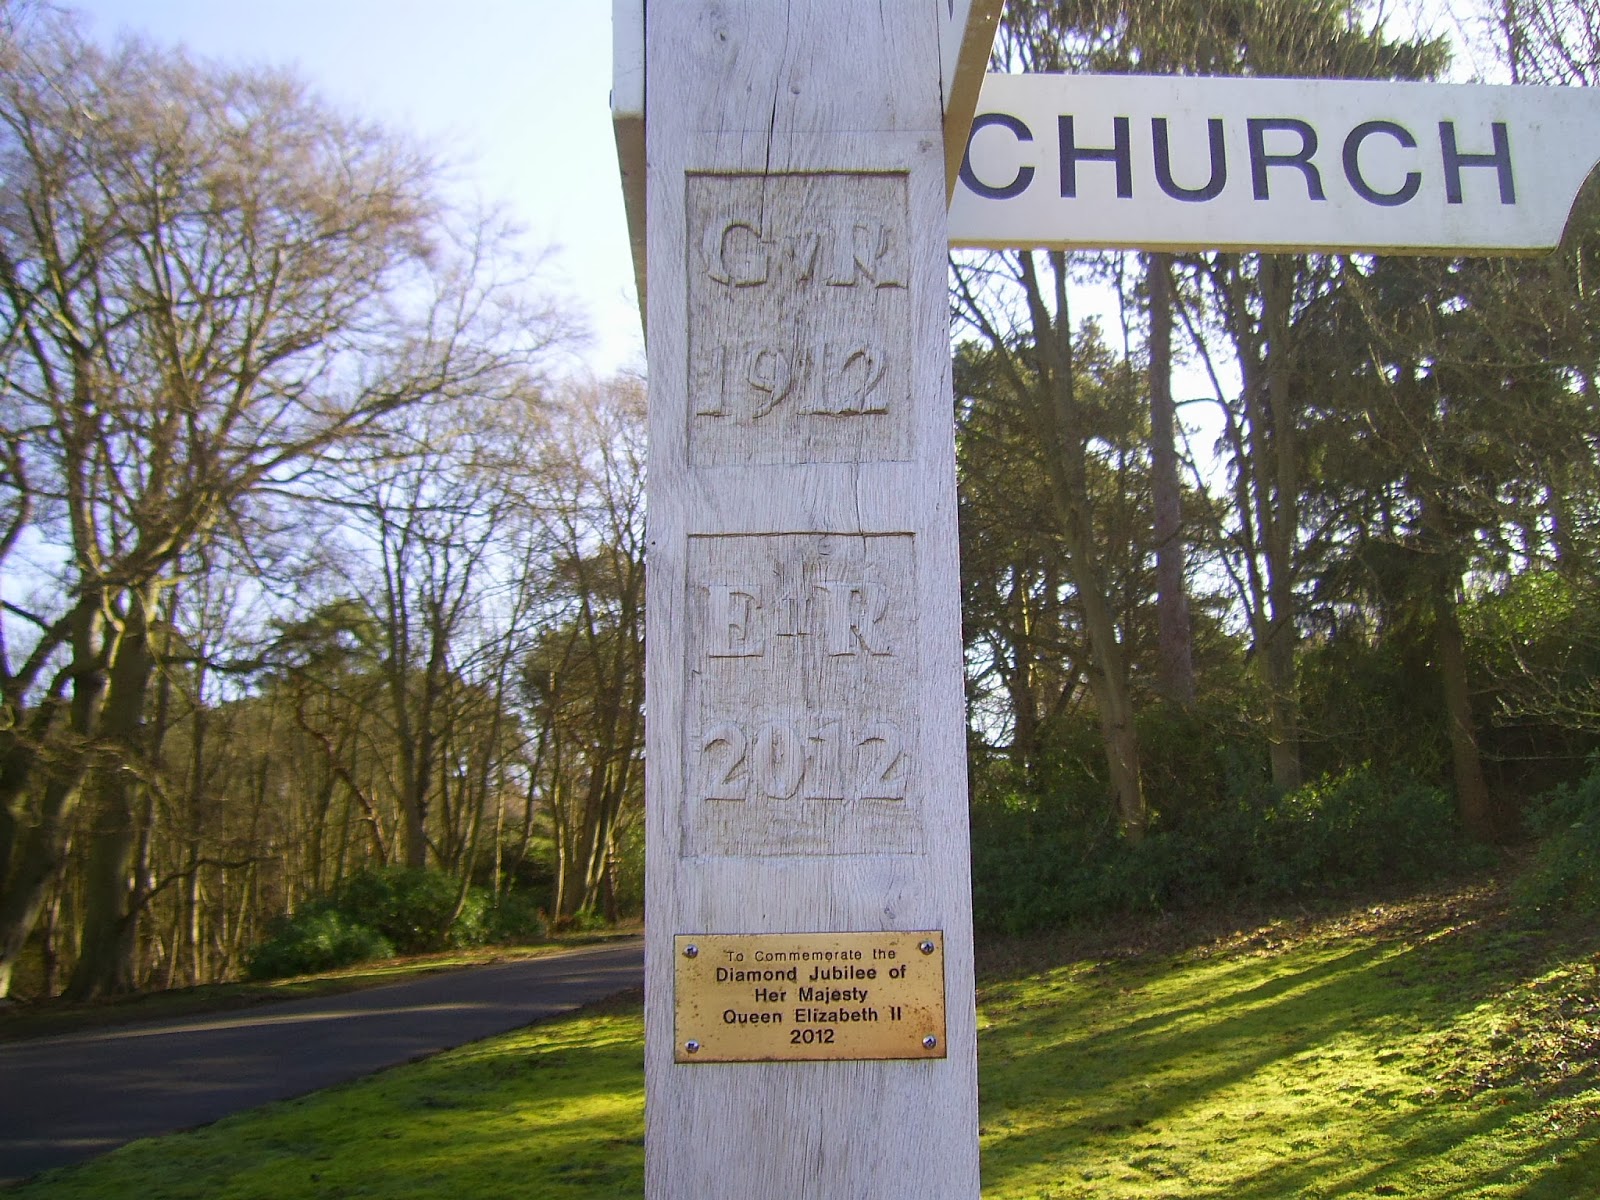 CHURCH
GvR
1912
EIIR
2012
To Commemorate the
Diamond Jubilee of
Her Majesty
Queen Elizabeth II
2012